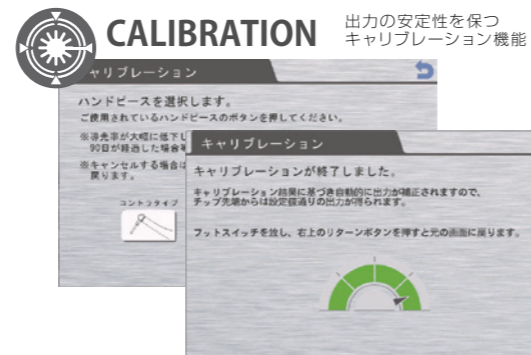 CALIBRATION
出力の安定性を保つ
キャリブレーション機能
キャリブレーション
ハンドピースを選択します。
ご使用されているハンドピースのボタンを押してください。
※導光率が大幅に低下し
90日が経過した場合等
※キャンセルする場合は
戻ります。
コントラタイプ
キャリブレーション
キャリブレーションが終了しました。
キャリブレーション結果に基づき自動的に出力が補正されますので、
チップ先端からは設定値通りの出力が得られます。
フットスイッチを放し、右上のリターンボタンを押すと元の画面に戻ります。